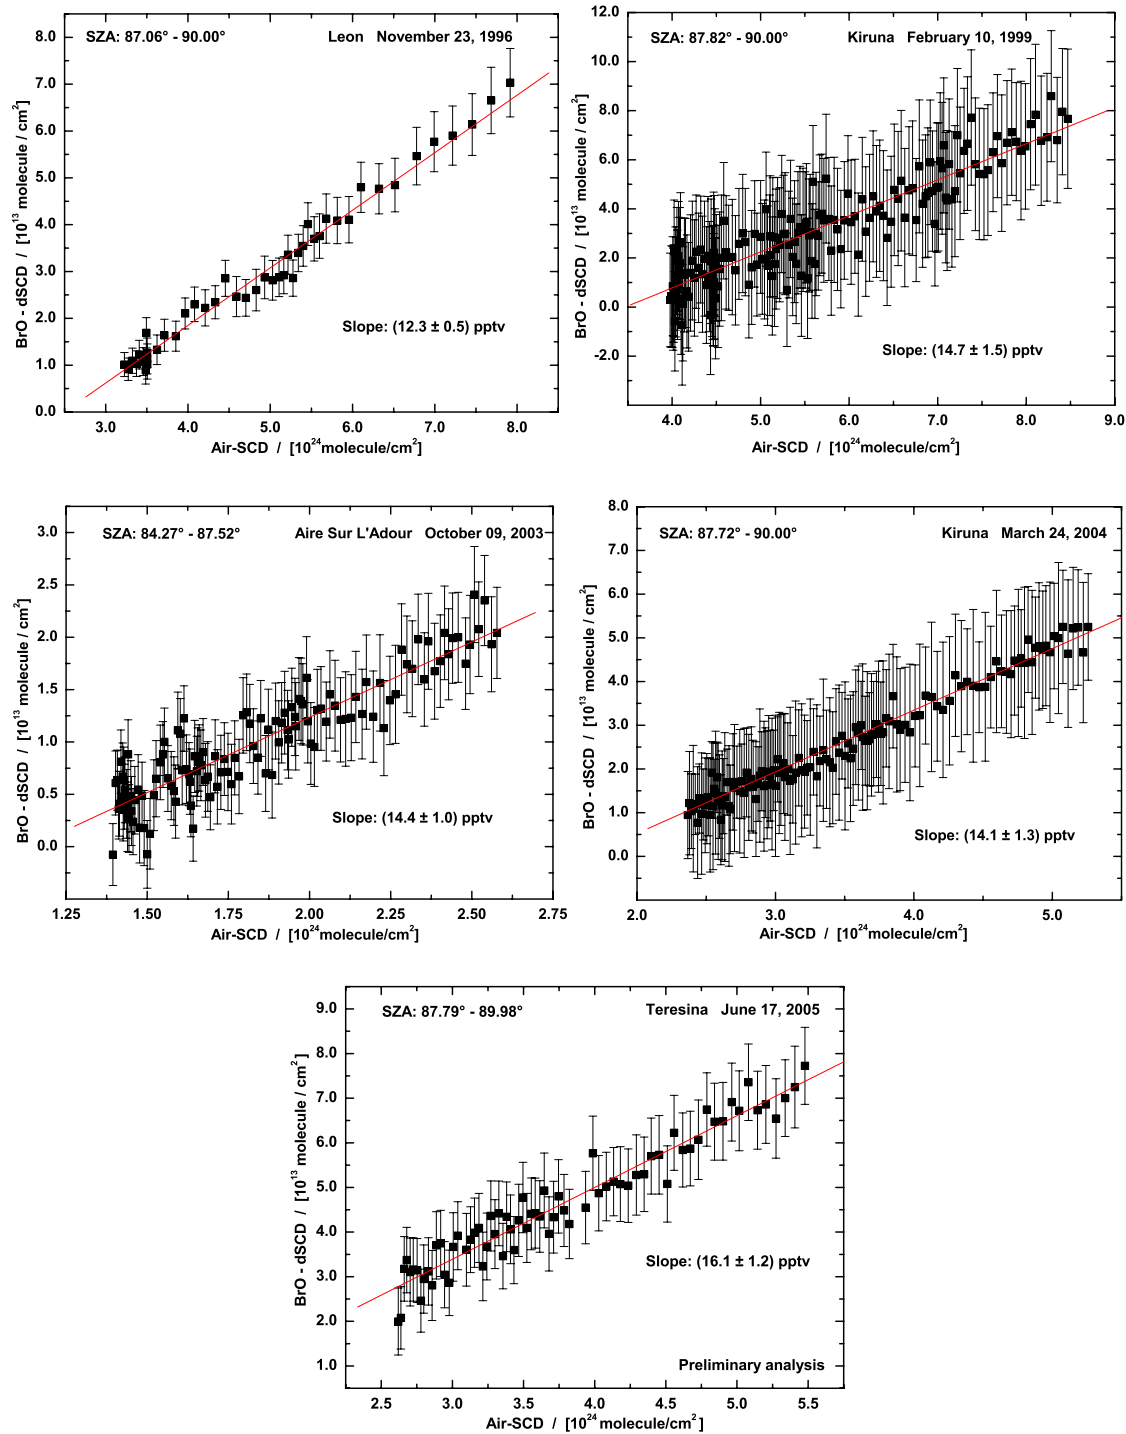 SZA: 87.06° - 90.00° Leon November 23, 1996
8.0
7.0
6.0
5.0
4.0
3.0
2.0
1.0
0.0
BrO - dSCD / [10^13 molecule / cm^2]
Slope: (12.3 ± 0.5) pptv
3.0 4.0 5.0 6.0 7.0 8.0
Air-SCD / [10^24 molecule/cm^2]
SZA: 87.82° - 90.00° Kiruna February 10, 1999
12.0
10.0
8.0
6.0
4.0
2.0
0.0
-2.0
BrO - dSCD / [10^13 molecule / cm^2]
Slope: (14.7 ± 1.5) pptv
4.0 5.0 6.0 7.0 8.0 9.0
Air-SCD / [10^24 molecule/cm^2]
SZA: 84.27° - 87.52° Aire Sur L'Adour October 09, 2003
3.0
2.5
2.0
1.5
1.0
0.5
0.0
BrO - dSCD / [10^13 molecule / cm^2]
Slope: (14.4 ± 1.0) pptv
1.25 1.50 1.75 2.00 2.25 2.50 2.75
Air-SCD / [10^24 molecule/cm^2]
SZA: 87.72° - 90.00° Kiruna March 24, 2004
8.0
7.0
6.0
5.0
4.0
3.0
2.0
1.0
0.0
BrO - dSCD / [10^13 molecule / cm^2]
Slope: (14.1 ± 1.3) pptv
2.0 3.0 4.0 5.0
Air-SCD / [10^24 molecule/cm^2]
SZA: 87.79° - 89.98° Teresina June 17, 2005
9.0
8.0
7.0
6.0
5.0
4.0
3.0
2.0
1.0
BrO - dSCD / [10^13 molecule / cm^2]
Slope: (16.1 ± 1.2) pptv
Preliminary analysis
2.5 3.0 3.5 4.0 4.5 5.0 5.5
Air-SCD / [10^24 molecule/cm^2]